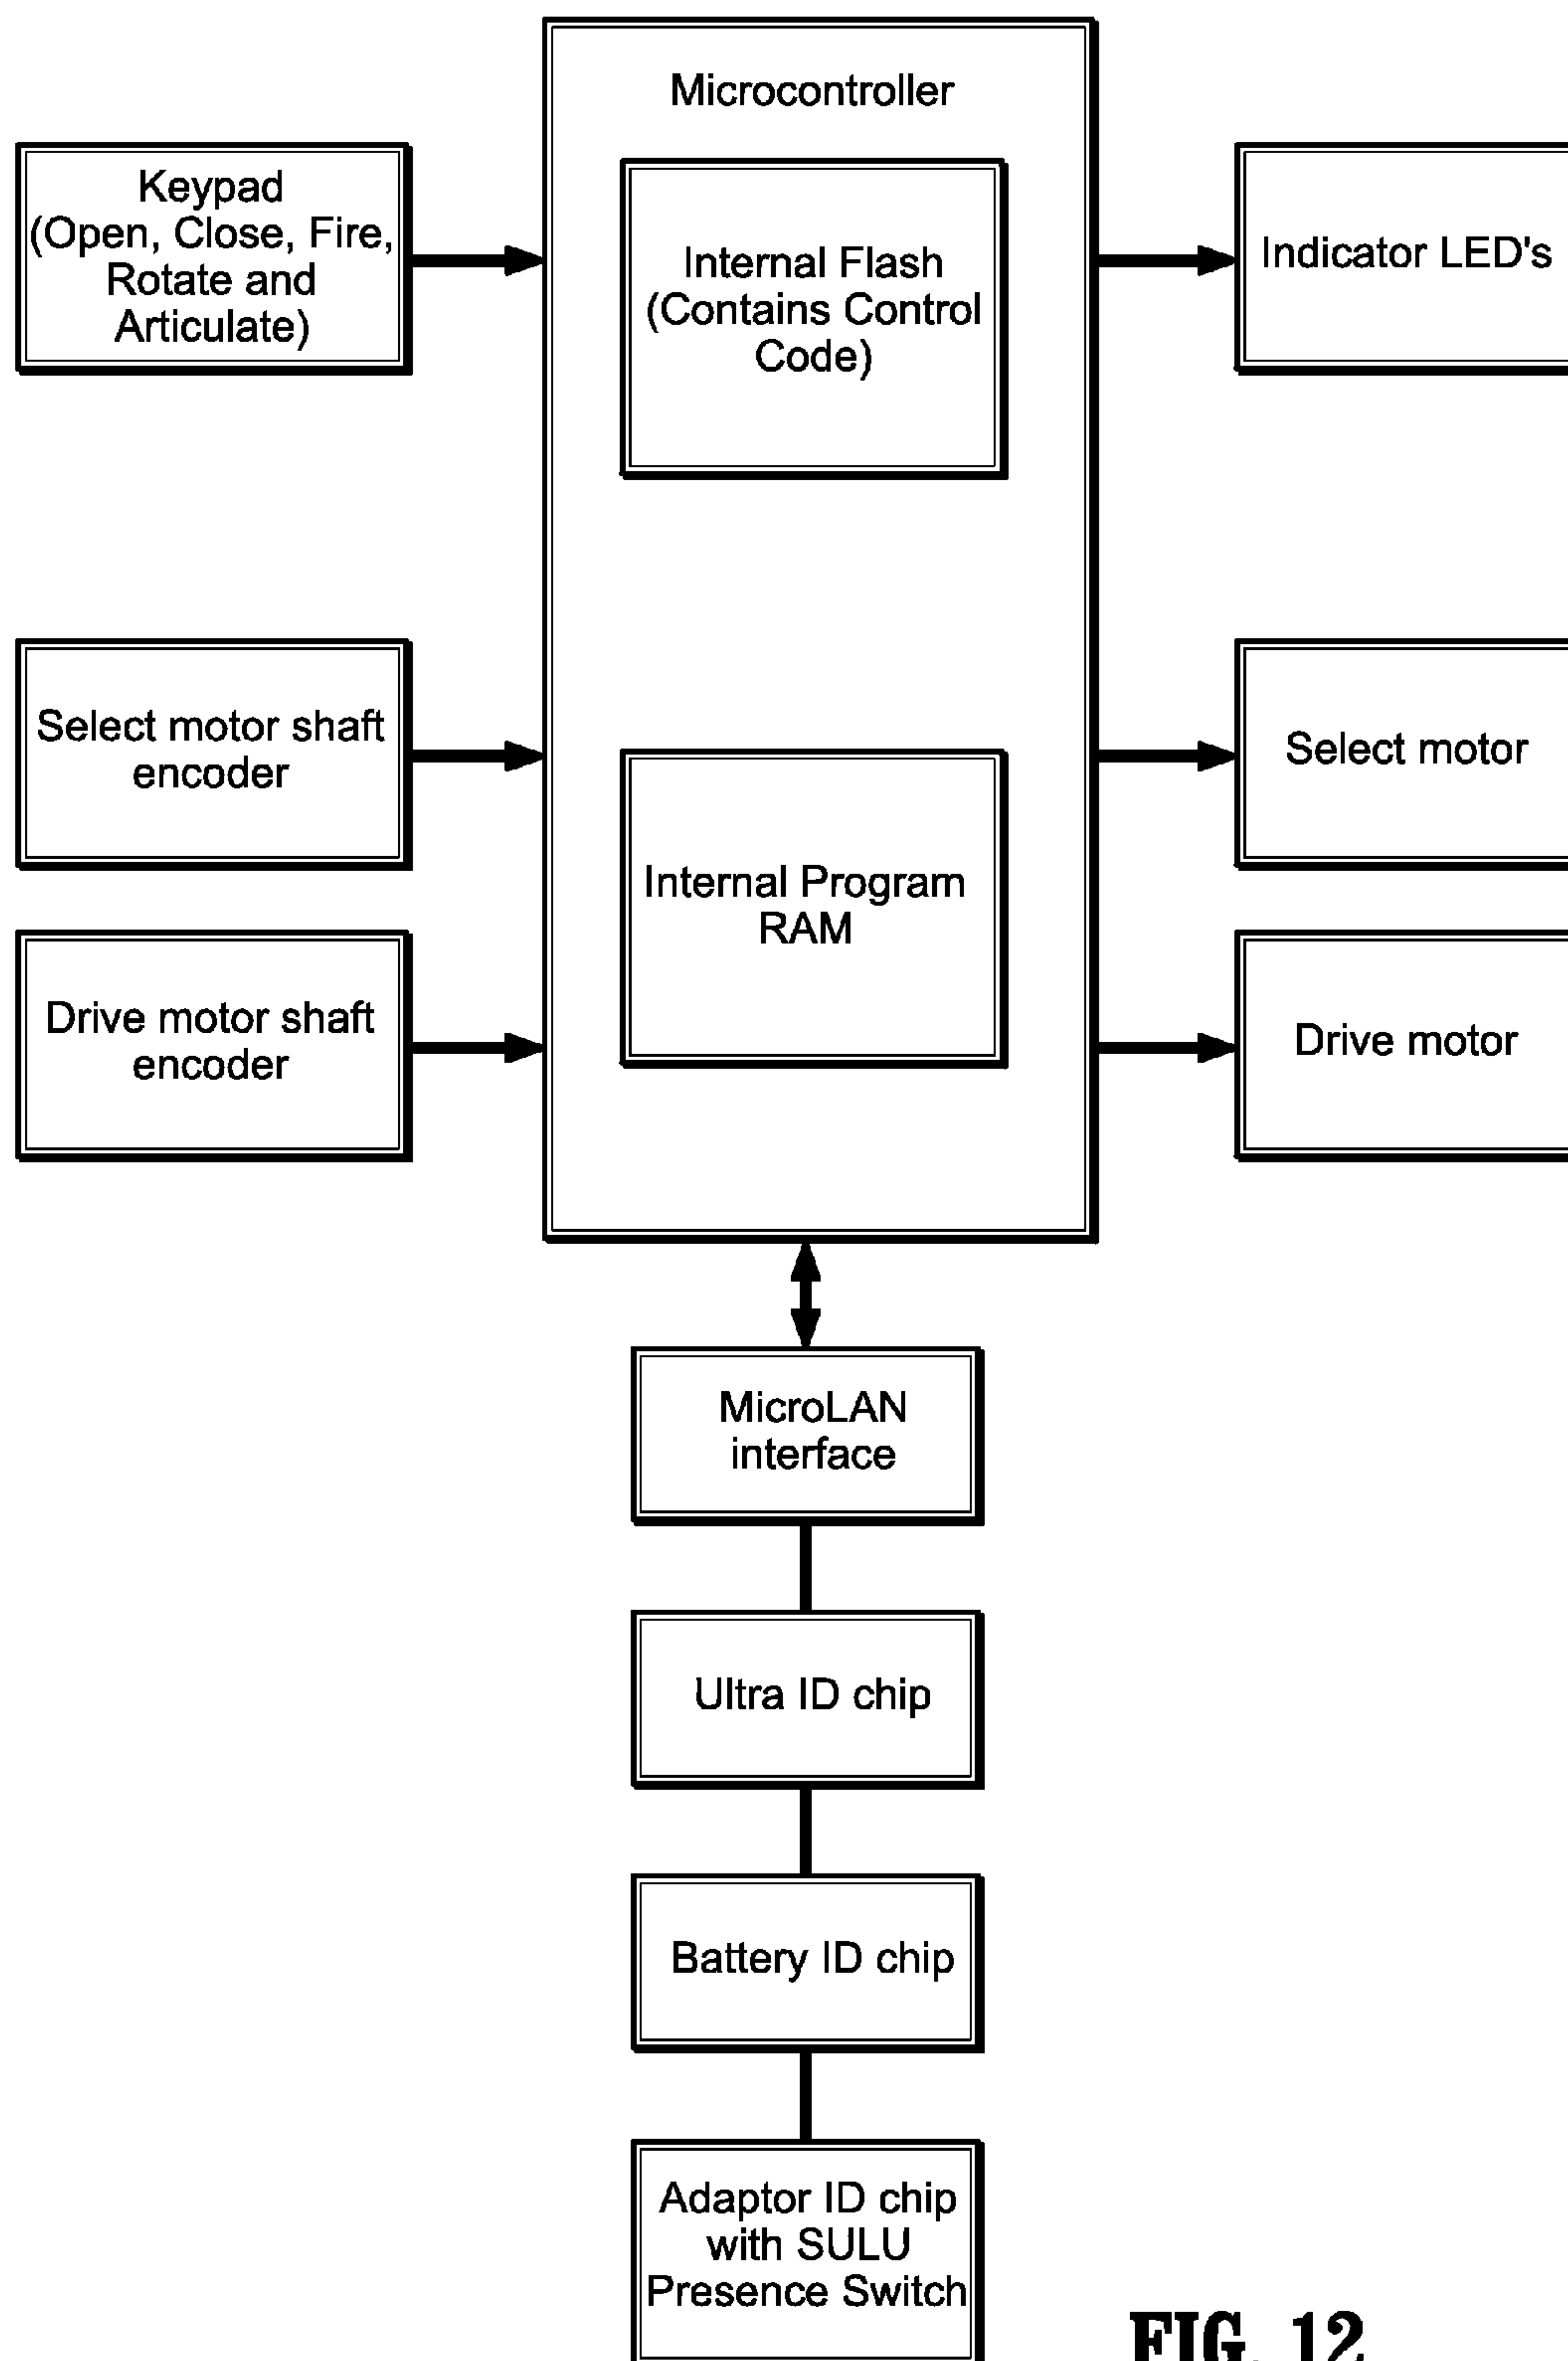 Microcontroller
Keypad
(Open, Close, Fire,
Rotate and
Articulate)
Internal Flash
(Contains Control
Code)
Indicator LED's
Select motor shaft
encoder
Select motor
Internal Program
RAM
Drive motor shaft
encoder
Drive motor
MicroLAN
interface
Ultra ID chip
Battery ID chip
Adaptor ID chip
with SULU
Presence Switch
FIG. 12